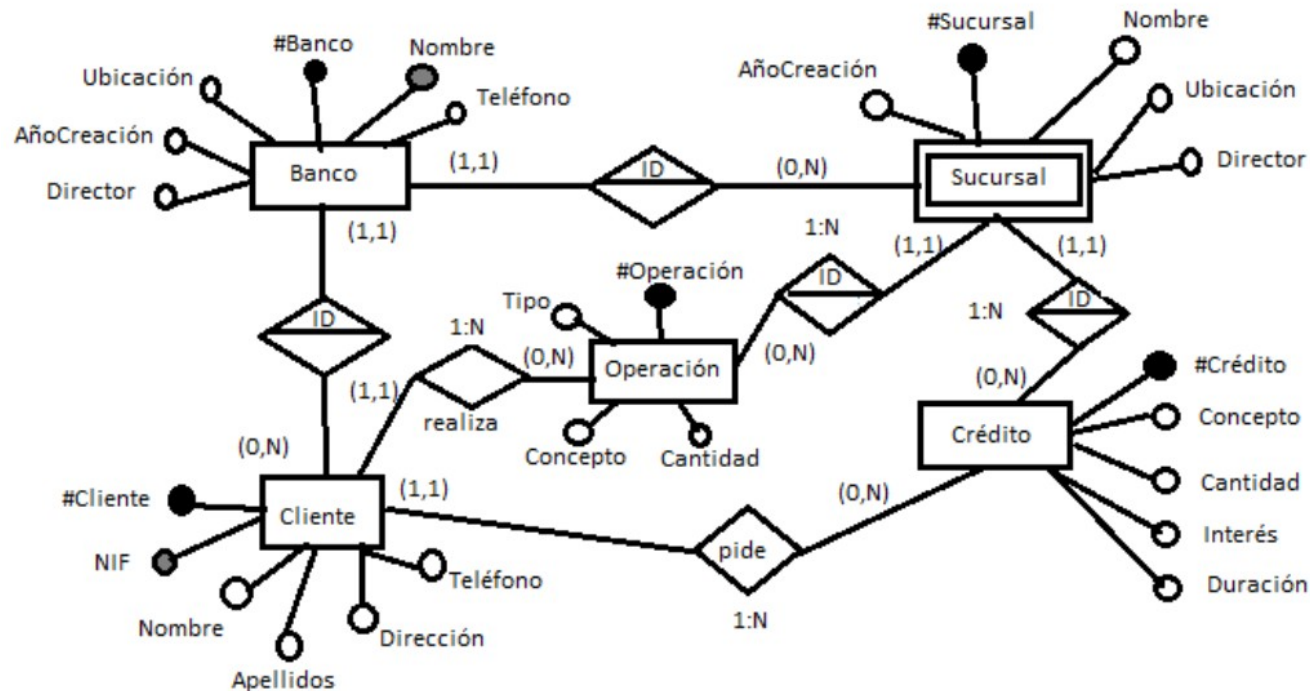 #Banco
Nombre
Ubicación
Teléfono
AñoCreación
Director
Banco
(1,1)
ID
(0,N)
#Sucursal
Nombre
AñoCreación
Ubicación
Director
Sucursal
(1,1)
1:N
(1,1)
(1,1)
#Operación
ID
ID
Tipo
1:N
ID
1:N
(0,N)
Operación
(0,N)
(1,1)
realiza
(0,N)
#Crédito
Concepto
Crédito
Concepto
Cantidad
Cantidad
Interés
Duración
(0,N)
#Cliente
(1,1)
(0,N)
Cliente
pide
NIF
Teléfono
Nombre
Dirección
1:N
Apellidos